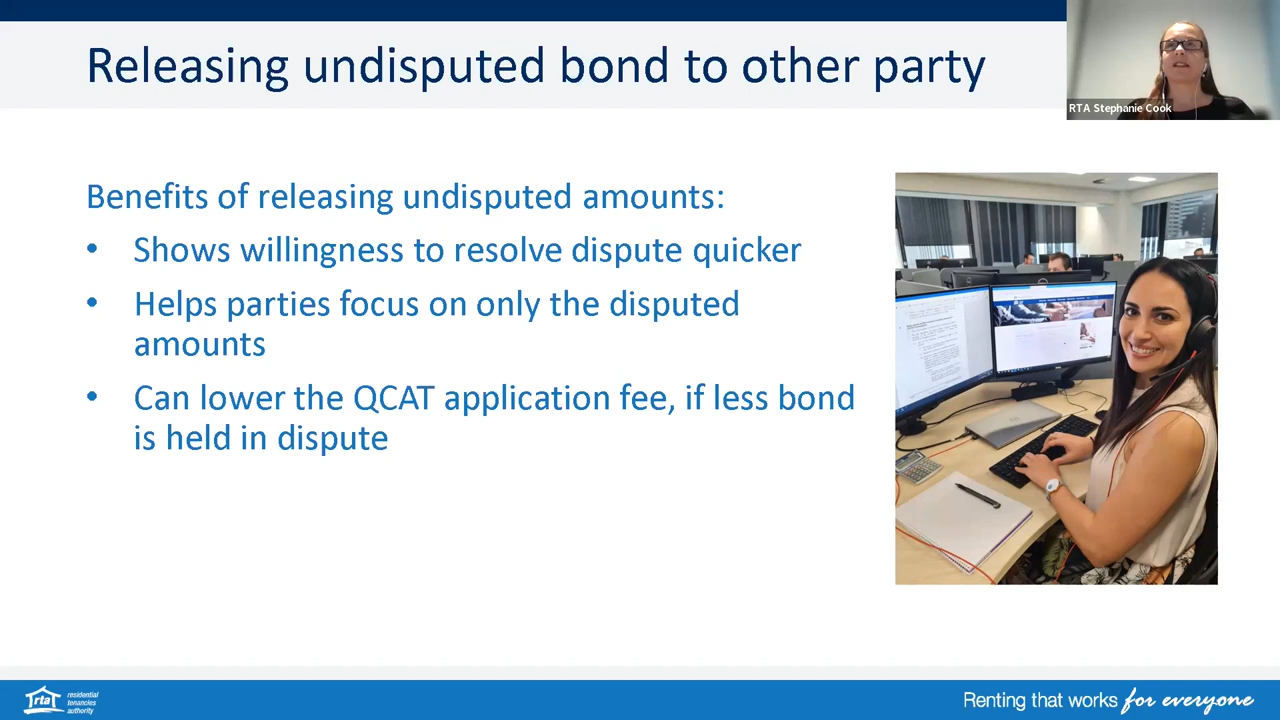 Releasing undisputed bond to other party
RTA Stephanie Cook
Benefits of releasing undisputed amounts:
• Shows willingness to resolve dispute quicker
• Helps parties focus on only the disputed
amounts
• Can lower the QCAT application fee, if less bond
is held in dispute
rta
residential
tenancies
authority
Renting that works for everyone